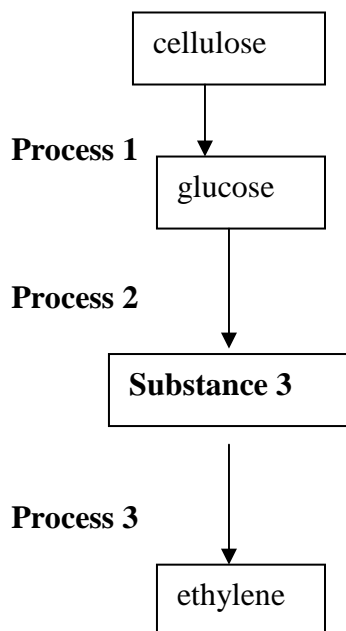 cellulose
Process 1
glucose
Process 2
Substance 3
Process 3
ethylene